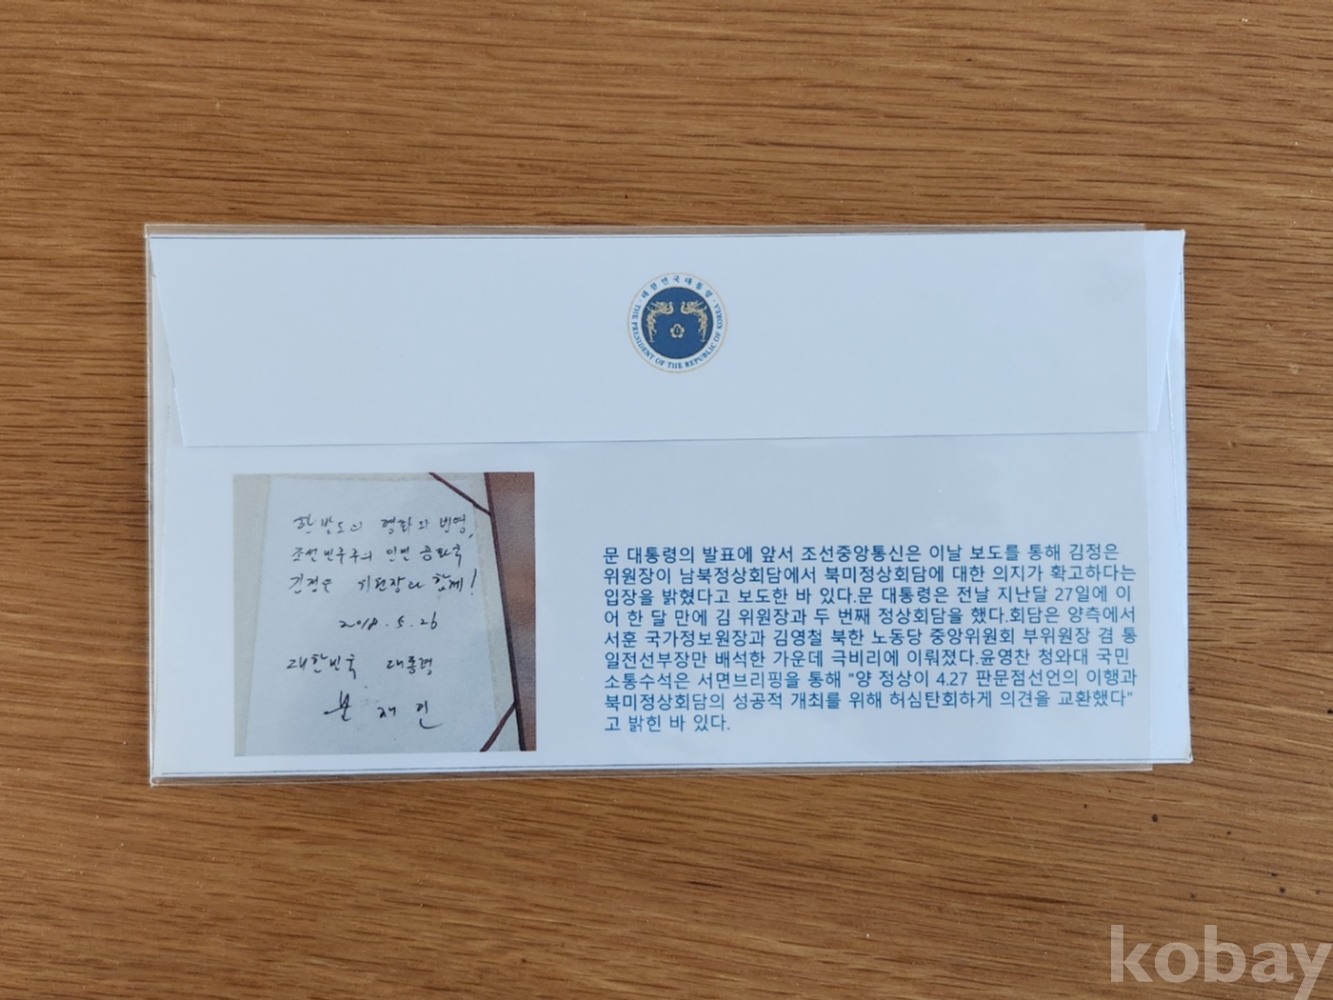 대한민국 대통령
THE PRESIDENT OF THE REPUBLIC OF KOREA
한반도의 평화와 번영,
조선민주주의 인민 공화국
김정은 위원장과 함께!
2018. 5. 26
대한민국 대통령
문재인
문 대통령의 발표에 앞서 조선중앙통신은 이날 보도를 통해 김정은
위원장이 남북정상회담에서 북미정상회담에 대한 의지가 확고하다는
입장을 밝혔다고 보도한 바 있다.문 대통령은 전날 지난달 27일에 이
어 한 달 만에 김 위원장과 두 번째 정상회담을 했다.회담은 양측에서
서훈 국가정보원장과 김영철 북한 노동당 중앙위원회 부위원장 겸 통
일전선부장만 배석한 가운데 극비리에 이뤄졌다.윤영찬 청와대 국민
소통수석은 서면브리핑을 통해 "양 정상이 4.27 판문점선언의 이행과
북미정상회담의 성공적 개최를 위해 허심탄회하게 의견을 교환했다"
고 밝힌 바 있다.
kobay